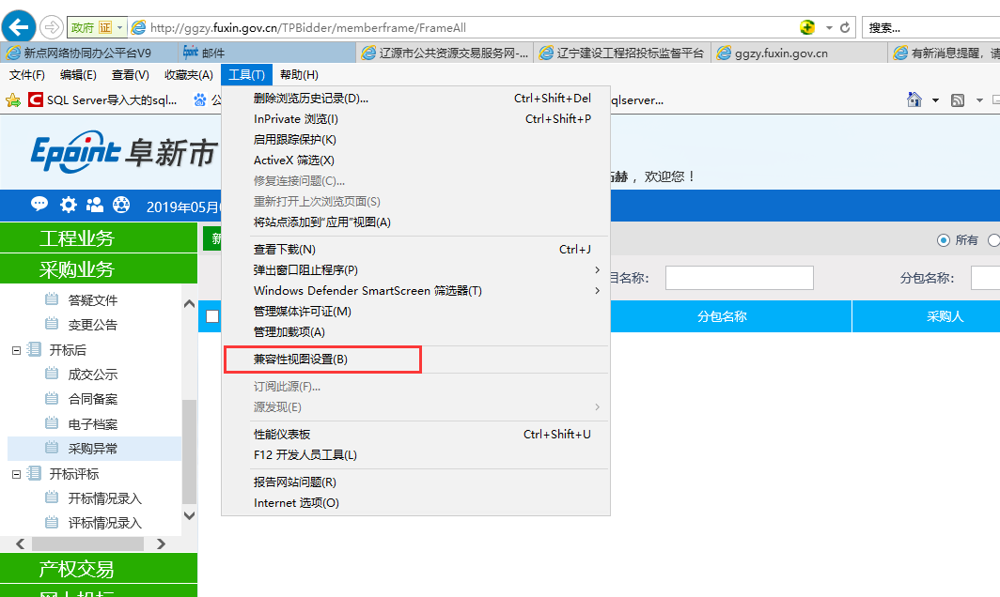 政府 证 http://ggzy.fuxin.gov.cn/TPBidder/memberframe/FrameAll 搜索...
新点网络协同办公平台V9 epoint 邮件 辽源市公共资源交易服务网-... 辽宁建设工程招投标监督平台 ggzy.fuxin.gov.cn 有新消息提醒，请
文件(F) 编辑(E) 查看(V) 收藏夹(A) 工具(T) 帮助(H)
SQL Server导入大的sql... 公 qlserver...
删除浏览历史记录(D)... Ctrl+Shift+Del
InPrivate 浏览(I) Ctrl+Shift+P
启用跟踪保护(K)
ActiveX 筛选(X)
修复连接问题(C)...
重新打开上次浏览页面(S)
将站点添加到“应用”视图(A)
查看下载(N) Ctrl+J
弹出窗口阻止程序(P)
Windows Defender SmartScreen 筛选器(T)
管理媒体许可证(M)
管理加载项(A)
兼容性视图设置(B)
订阅此源(F)...
源发现(E)
性能仪表板 Ctrl+Shift+U
F12 开发人员工具(L)
报告网站问题(R)
Internet 选项(O)
Epoint 阜新市
赫，欢迎您！
2019年05月
工程业务
采购业务
答疑文件
变更公告
开标后
成交公示
合同备案
电子档案
采购异常
开标评标
开标情况录入
评标情况录入
产权交易
网上投标
新
所有
目名称： 分包名称：
分包名称 采购人